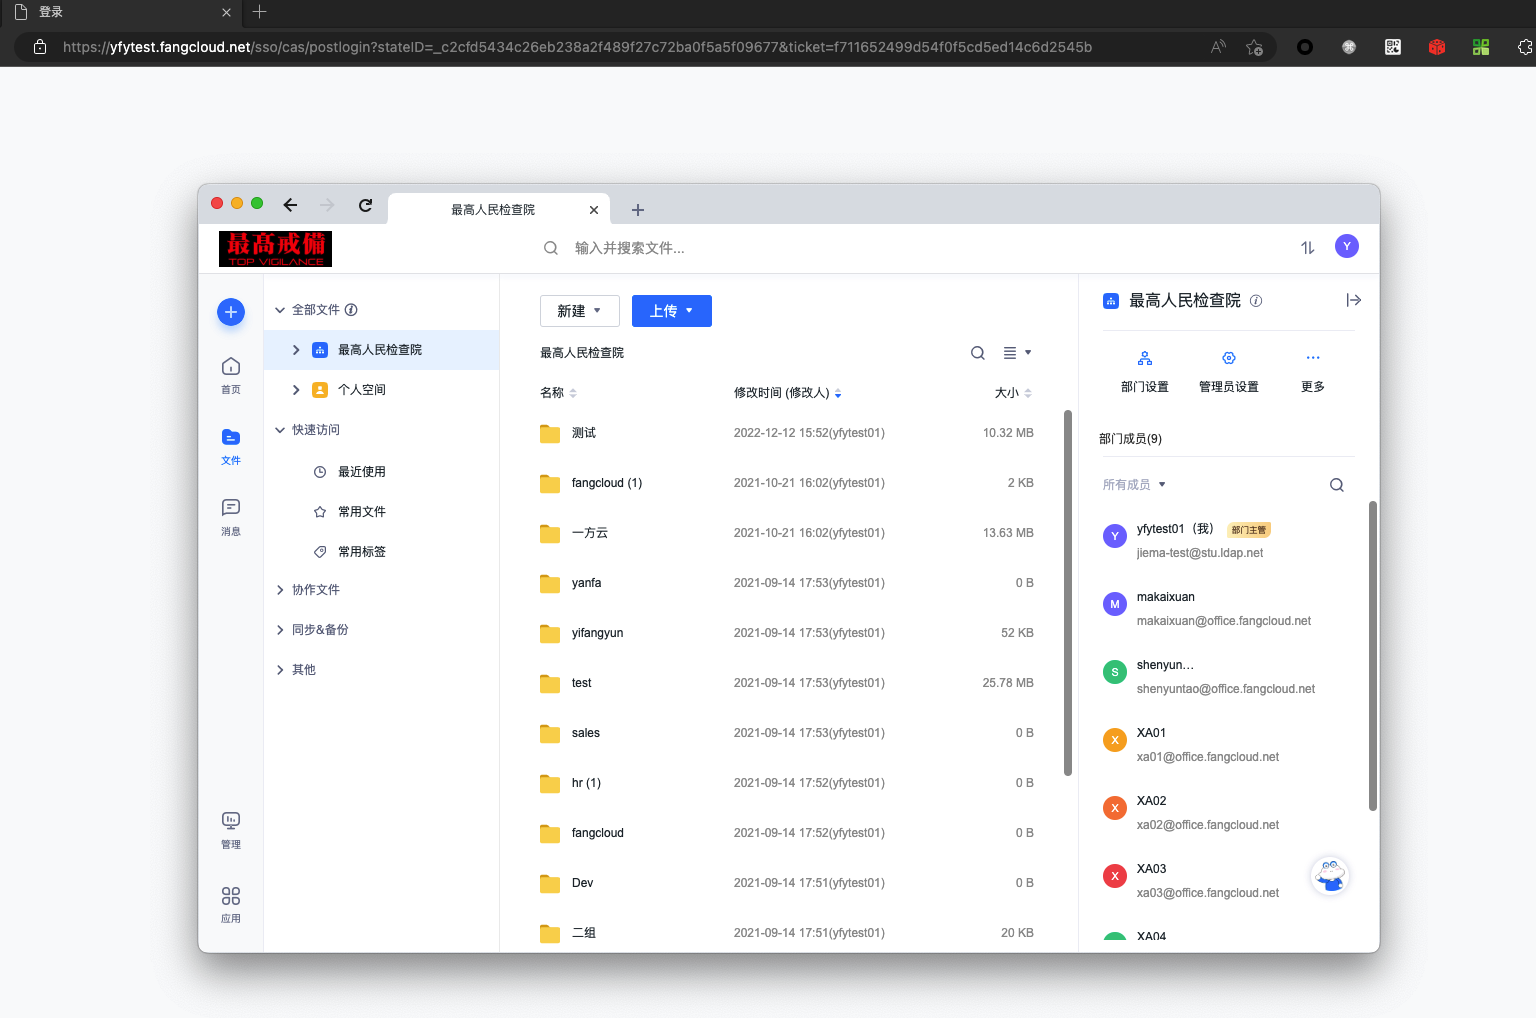 登录
https://yfytest.fangcloud.net/sso/cas/postlogin?stateID=_c2cfd5434c26eb238a2f489f27c72ba0f5a5f09677&ticket=f711652499d54f0f5cd5ed14c6d2545b
最高人民检查院
最高戒備
TOP VIGILANCE
输入并搜索文件...
Y
首页
文件
消息
管理
应用
全部文件
最高人民检查院
个人空间
快速访问
最近使用
常用文件
常用标签
协作文件
同步&备份
其他
新建 上传
最高人民检查院
名称 修改时间 (修改人) 大小
测试 2022-12-12 15:52(yfytest01) 10.32 MB
fangcloud (1) 2021-10-21 16:02(yfytest01) 2 KB
一方云 2021-10-21 16:02(yfytest01) 13.63 MB
yanfa 2021-09-14 17:53(yfytest01) 0 B
yifangyun 2021-09-14 17:53(yfytest01) 52 KB
test 2021-09-14 17:53(yfytest01) 25.78 MB
sales 2021-09-14 17:53(yfytest01) 0 B
hr (1) 2021-09-14 17:52(yfytest01) 0 B
fangcloud 2021-09-14 17:52(yfytest01) 0 B
Dev 2021-09-14 17:51(yfytest01) 0 B
二组 2021-09-14 17:51(yfytest01) 20 KB
最高人民检查院
部门设置 管理员设置 更多
部门成员(9)
所有成员
Y yfytest01（我） 部门主管
jiema-test@stu.ldap.net
M makaixuan
makaixuan@office.fangcloud.net
S shenyun...
shenyuntao@office.fangcloud.net
X XA01
xa01@office.fangcloud.net
X XA02
xa02@office.fangcloud.net
X XA03
xa03@office.fangcloud.net
XA04